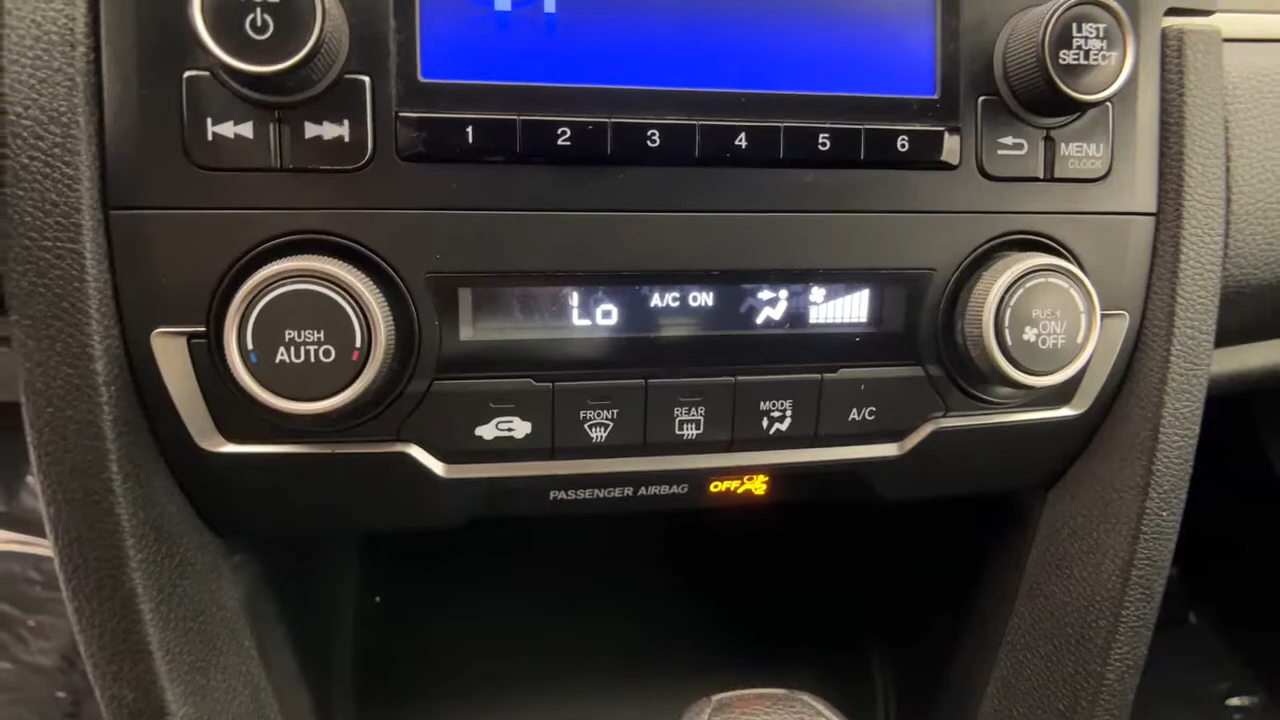 LIST
PUSH
SELECT
1 2 3 4 5 6
MENU
CLOCK
PUSH
AUTO
Lo
A/C ON
PUSH
ON/
OFF
FRONT
REAR
MODE
A/C
PASSENGER AIRBAG
OFF